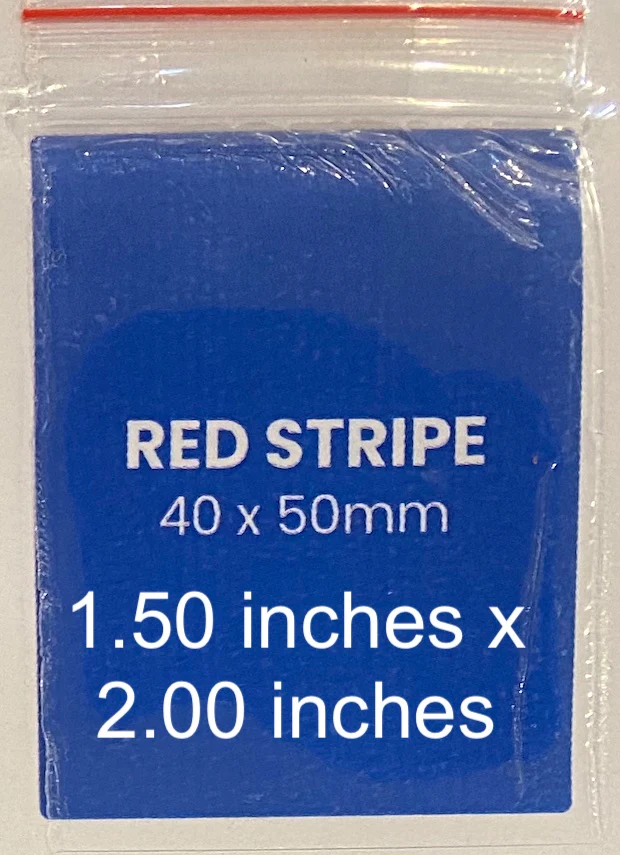 RED STRIPE
40 x 50mm
1.50 inches x
2.00 inches